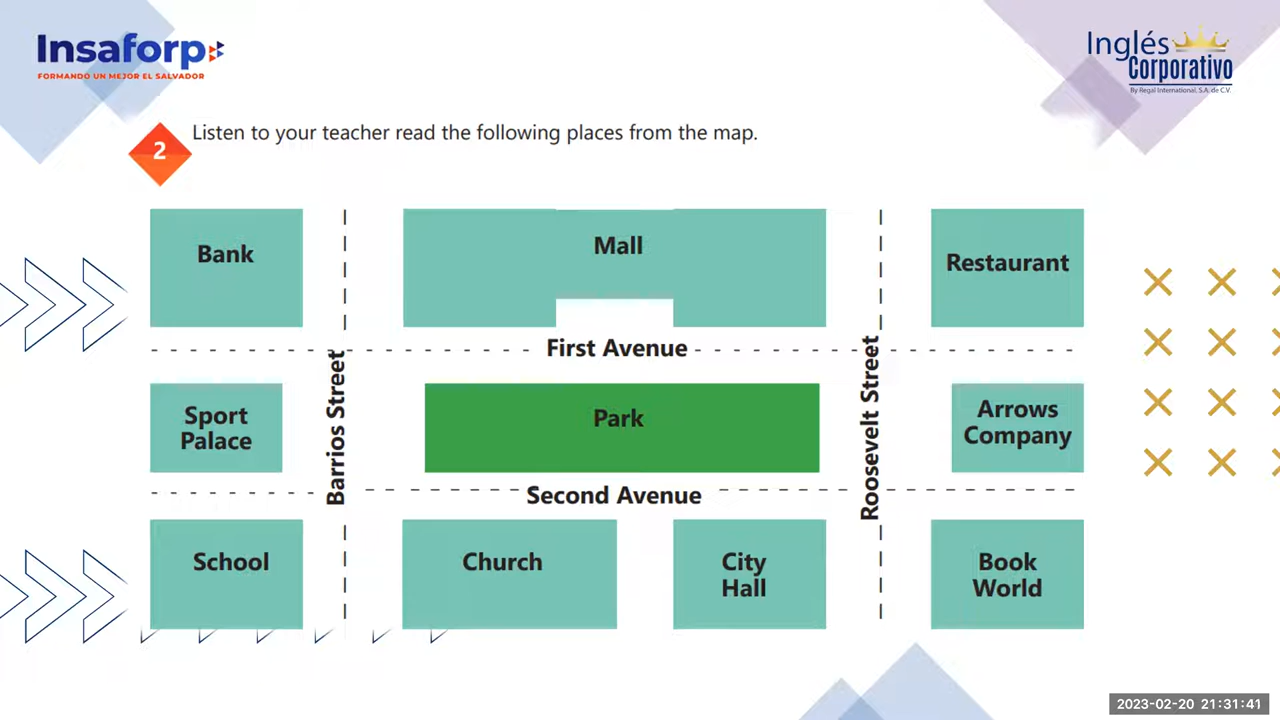 Insaforp
FORMANDO UN MEJOR EL SALVADOR
Inglés
Corporativo
By Regal International, S.A. de C.V.
2
Listen to your teacher read the following places from the map.
Bank
Mall
Restaurant
First Avenue
Barrios Street
Roosevelt Street
Sport
Palace
Park
Arrows
Company
Second Avenue
School
Church
City
Hall
Book
World
2023-02-20 21:31:41